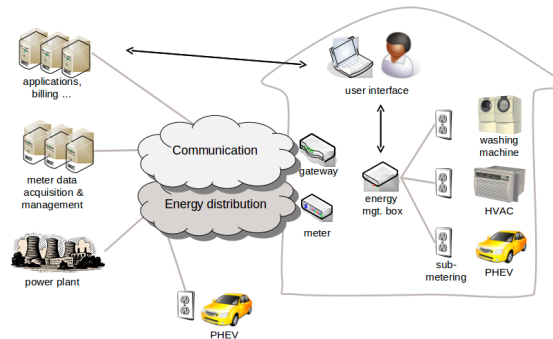 applications,
billing ...
user interface
Communication
washing
machine
meter data
acquisition &
management
gateway
energy
mgt. box
Energy distribution
HVAC
meter
power plant
sub-
metering
PHEV
PHEV